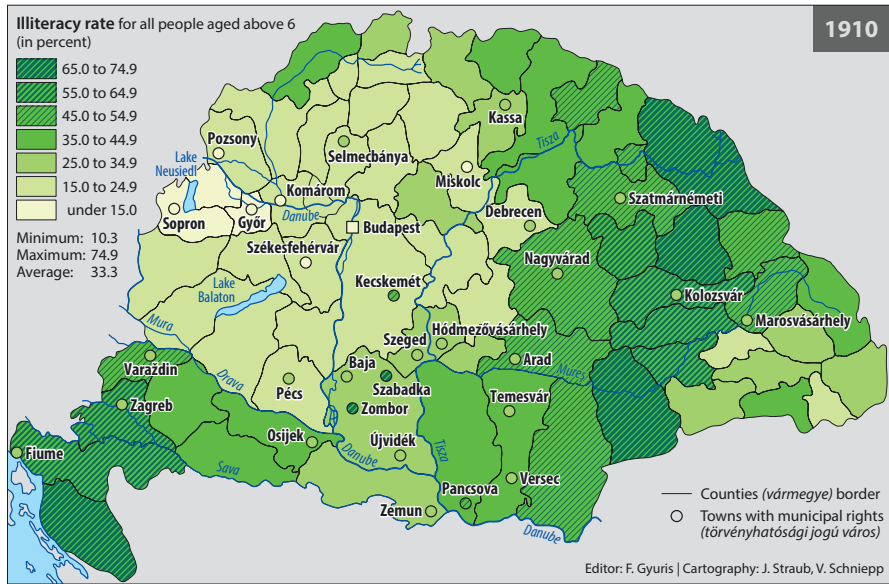 Illiteracy rate for all people aged above 6
(in percent)
1910
65.0 to 74.9
55.0 to 64.9
45.0 to 54.9
35.0 to 44.9
25.0 to 34.9
15.0 to 24.9
under 15.0
Minimum: 10.3
Maximum: 74.9
Average: 33.3
Kassa
Pozsony
Tisza
Selmecbánya
Lake
Neusiedl
Miskolc
Komárom
Szatmárnémeti
Debrecen
Sopron
Győr
Danube
Budapest
Székesfehérvár
Nagyvárad
Kecskemét
Lake
Balaton
Kolozsvár
Mura
Hódmezővásárhely
Marosvásárhely
Szeged
Varaždin
Baja
Arad
Mures
Drava
Szabadka
Pécs
Zagreb
Zombor
Temesvár
Osijek
Újvidék
Fiume
Danube
Tisza
Sava
Versec
Pancsova
Zemun
Danube
Counties (vármegye) border
Towns with municipal rights
(törvényhatósági jogú város)
Editor: F. Gyuris | Cartography: J. Straub, V. Schniepp